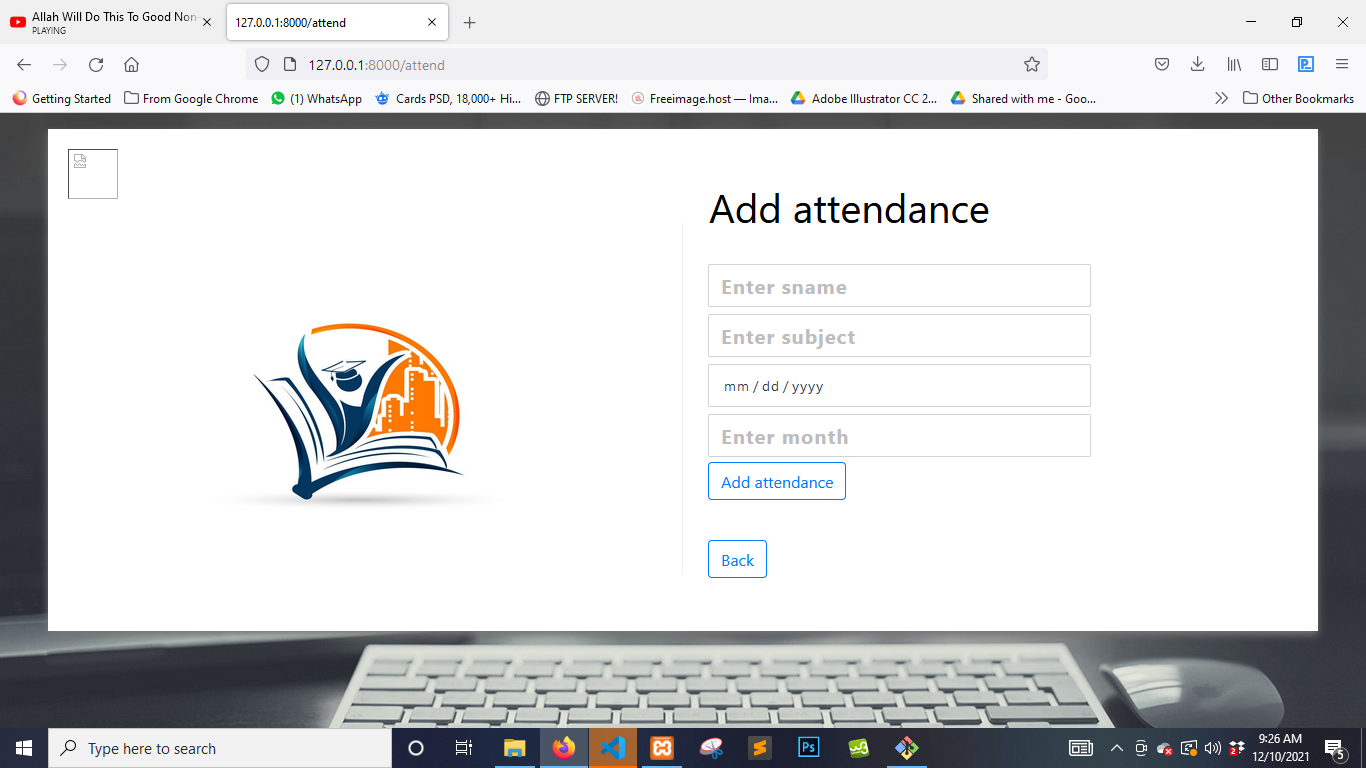 Allah Will Do This To Good Non-
PLAYING
127.0.0.1:8000/attend
127.0.0.1:8000/attend
Getting Started
From Google Chrome
(1) WhatsApp
Cards PSD, 18,000+ Hi...
FTP SERVER!
Freeimage.host — Ima...
Adobe Illustrator CC 2...
Shared with me - Goo...
Other Bookmarks
Add attendance
Enter sname
Enter subject
mm / dd / yyyy
Enter month
Add attendance
Back
Type here to search
Ps
2
9:26 AM
12/10/2021
5